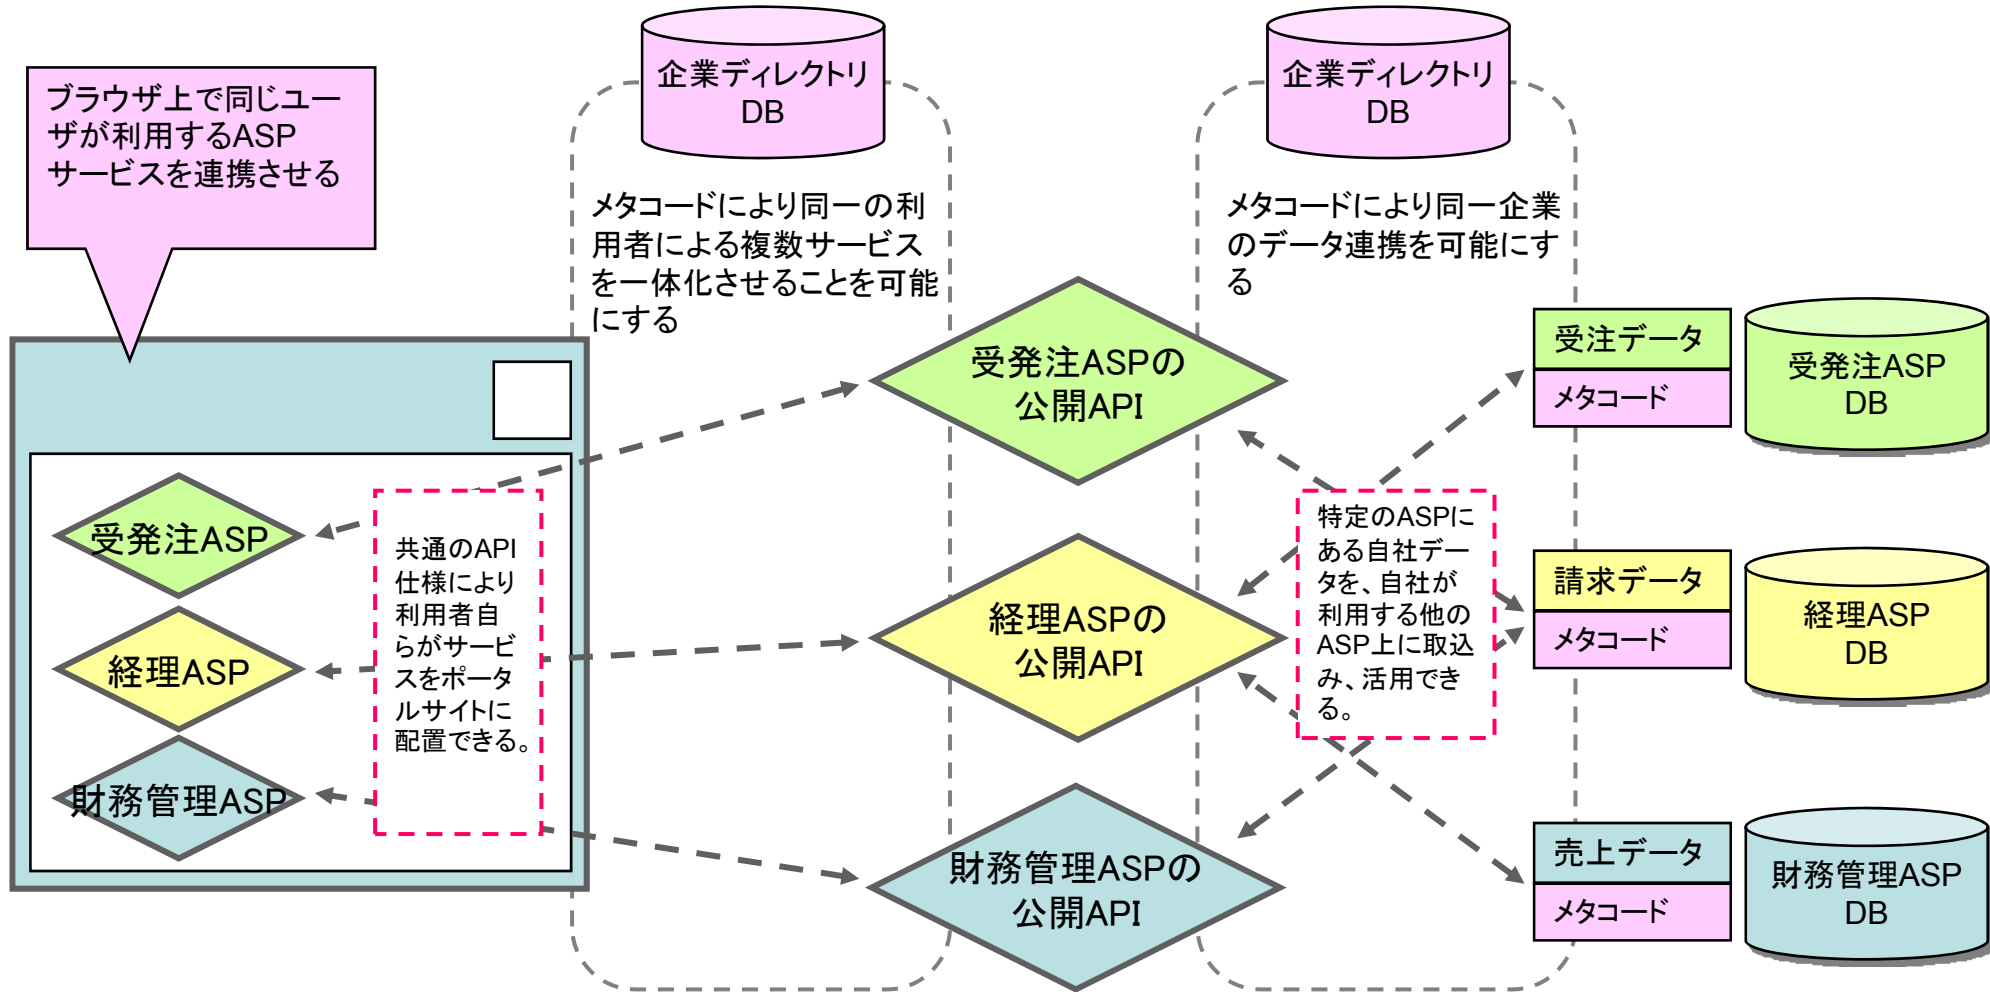 企業ディレクトリ
DB
企業ディレクトリ
DB
ブラウザ上で同じユー
ザが利用するASP
サービスを連携させる
メタコードにより同一の利
用者による複数サービス
を一体化させることを可能
にする
メタコードにより同一企業
のデータ連携を可能にす
る
受発注ASP
経理ASP
財務管理ASP
共通のAPI
仕様により
利用者自
らがサービ
スをポータ
ルサイトに
配置できる。
受発注ASPの
公開API
経理ASPの
公開API
財務管理ASPの
公開API
特定のASPに
ある自社デー
タを、自社が
利用する他の
ASP上に取込
み、活用でき
る。
受注データ
メタコード
受発注ASP
DB
請求データ
メタコード
経理ASP
DB
売上データ
メタコード
財務管理ASP
DB